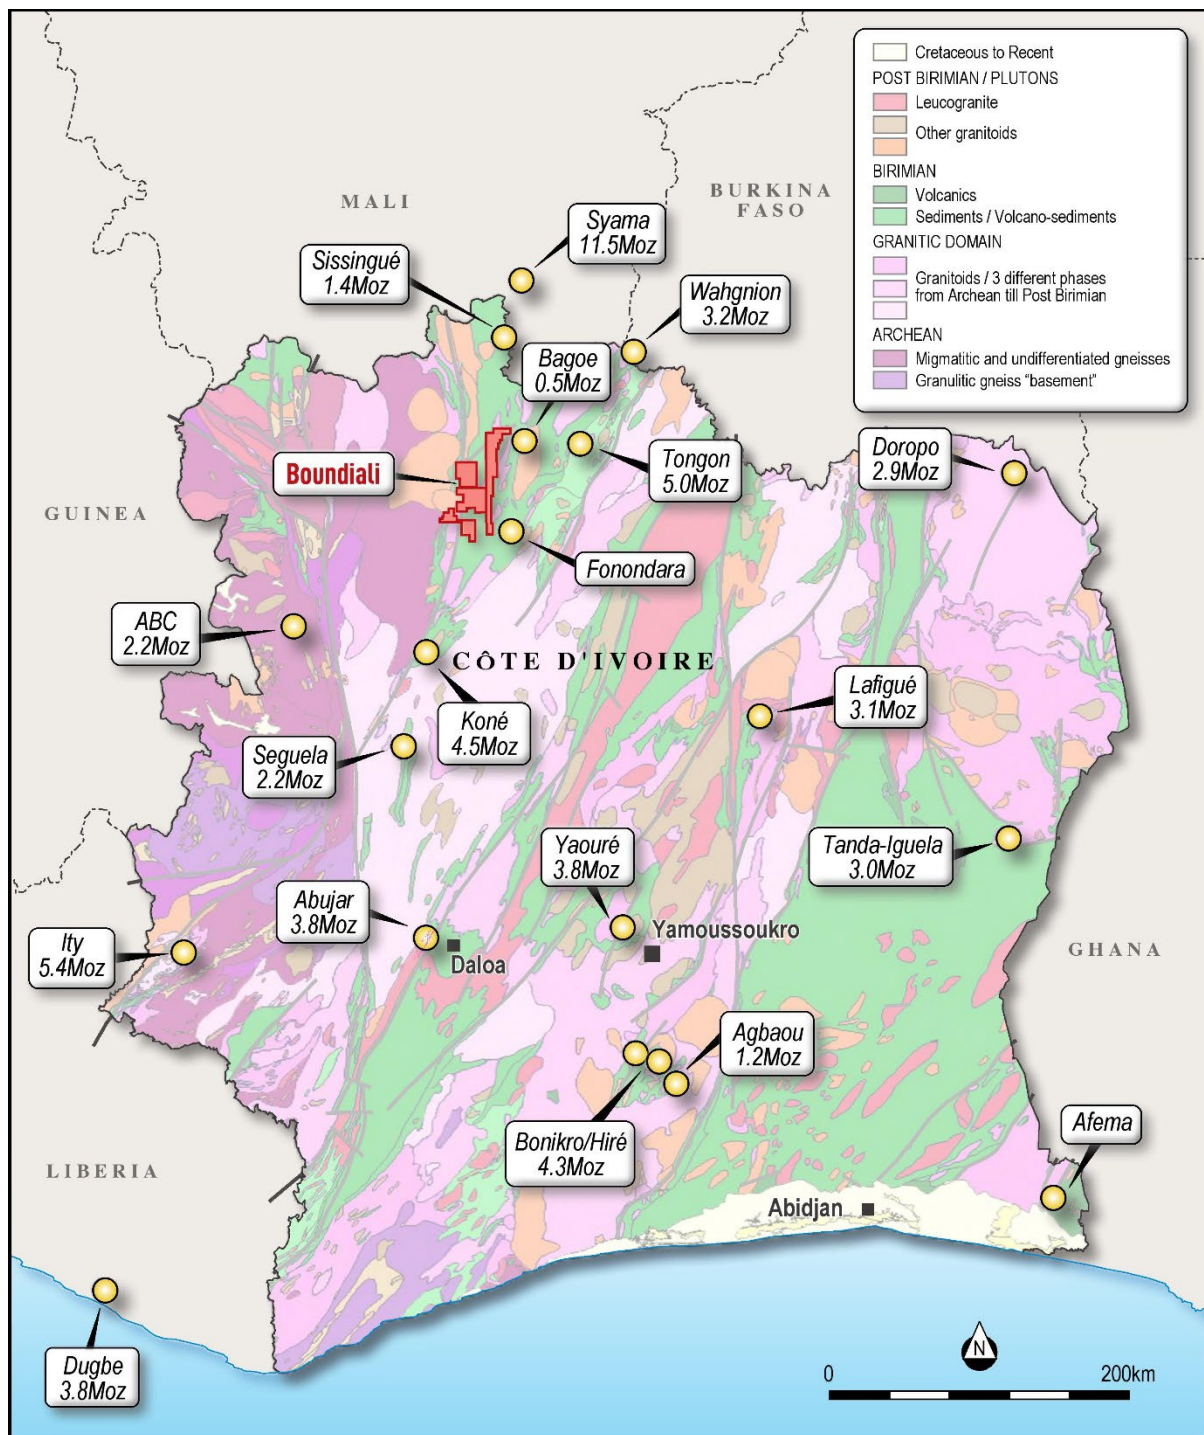 Cretaceous to Recent
POST BIRIMIAN / PLUTONS
Leucogranite
Other granitoids
BIRIMIAN
Volcanics
Sediments / Volcano-sediments
GRANITIC DOMAIN
Granitoids / 3 different phases
from Archean till Post Birimian
ARCHEAN
Migmatitic and undifferentiated gneisses
Granulitic gneiss "basement"
MALI
BURKINA
FASO
Syama
11.5Moz
Sissingué
1.4Moz
Wahgnion
3.2Moz
Bagoe
0.5Moz
Boundiali
Tongon
5.0Moz
Doropo
2.9Moz
GUINEA
Fonondara
ABC
2.2Moz
CÔTE D'IVOIRE
Koné
4.5Moz
Lafigué
3.1Moz
Seguela
2.2Moz
Yaouré
3.8Moz
Tanda-Iguela
3.0Moz
Abujar
3.8Moz
Yamoussoukro
Daloa
Ity
5.4Moz
GHANA
Agbaou
1.2Moz
Bonikro/Hiré
4.3Moz
Afema
LIBERIA
Abidjan
Dugbe
3.8Moz
N
0 200km